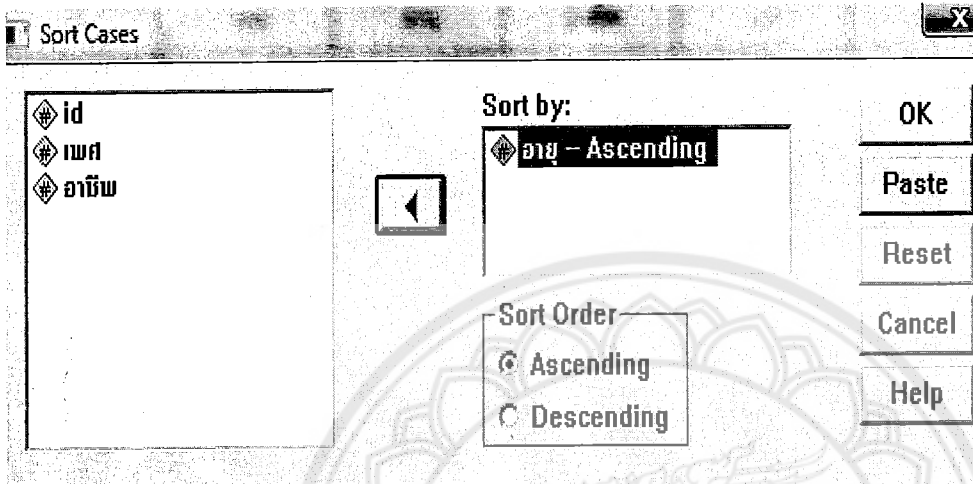 Sort Cases
X
id
เพศ
อาชีพ
Sort by:
อายุ – Ascending
Sort Order
Ascending
Descending
OK
Paste
Reset
Cancel
Help